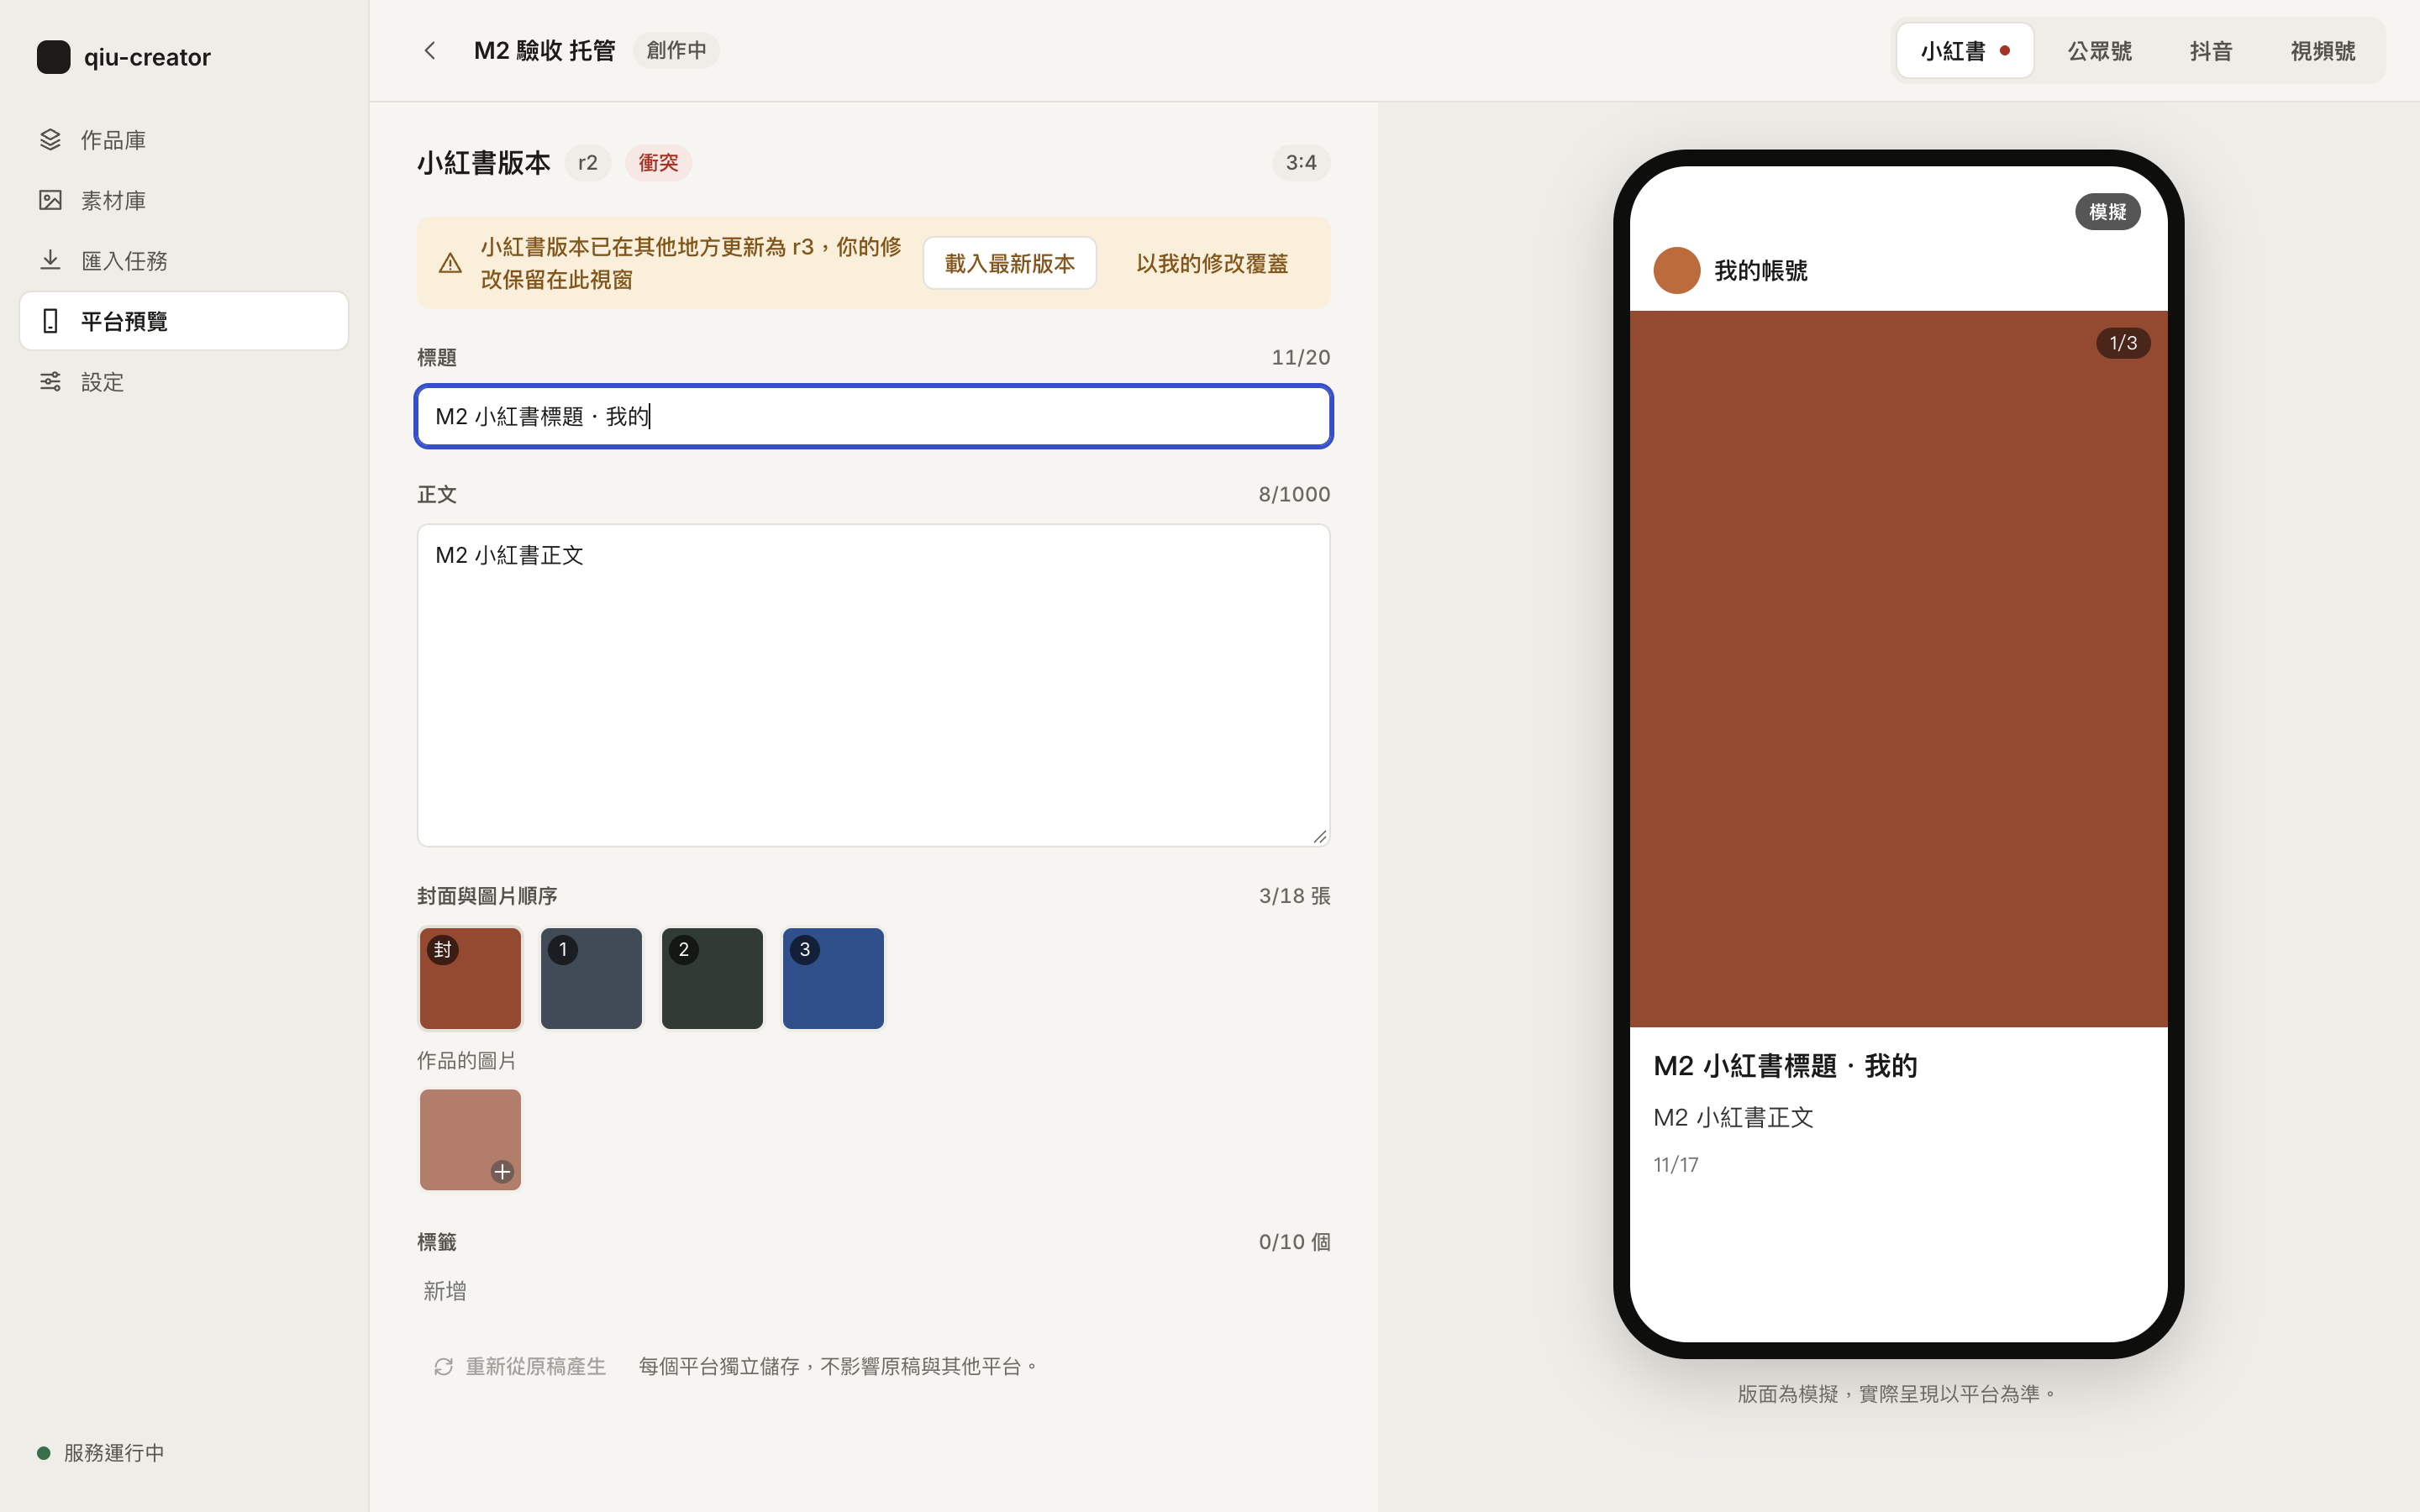 qiu-creator
作品庫
素材庫
匯入任務
平台預覽
設定
服務運行中
M2 驗收 托管
創作中
小紅書
公眾號
抖音
視頻號
小紅書版本
r2
衝突
3:4
小紅書版本已在其他地方更新為 r3，你的修
改保留在此視窗
載入最新版本
以我的修改覆蓋
標題
11/20
M2 小紅書標題 · 我的
正文
8/1000
M2 小紅書正文
封面與圖片順序
3/18 張
封
1
2
3
作品的圖片
標籤
0/10 個
新增
重新從原稿產生
每個平台獨立儲存，不影響原稿與其他平台。
模擬
我的帳號
1/3
M2 小紅書標題 · 我的
M2 小紅書正文
11/17
版面為模擬，實際呈現以平台為準。